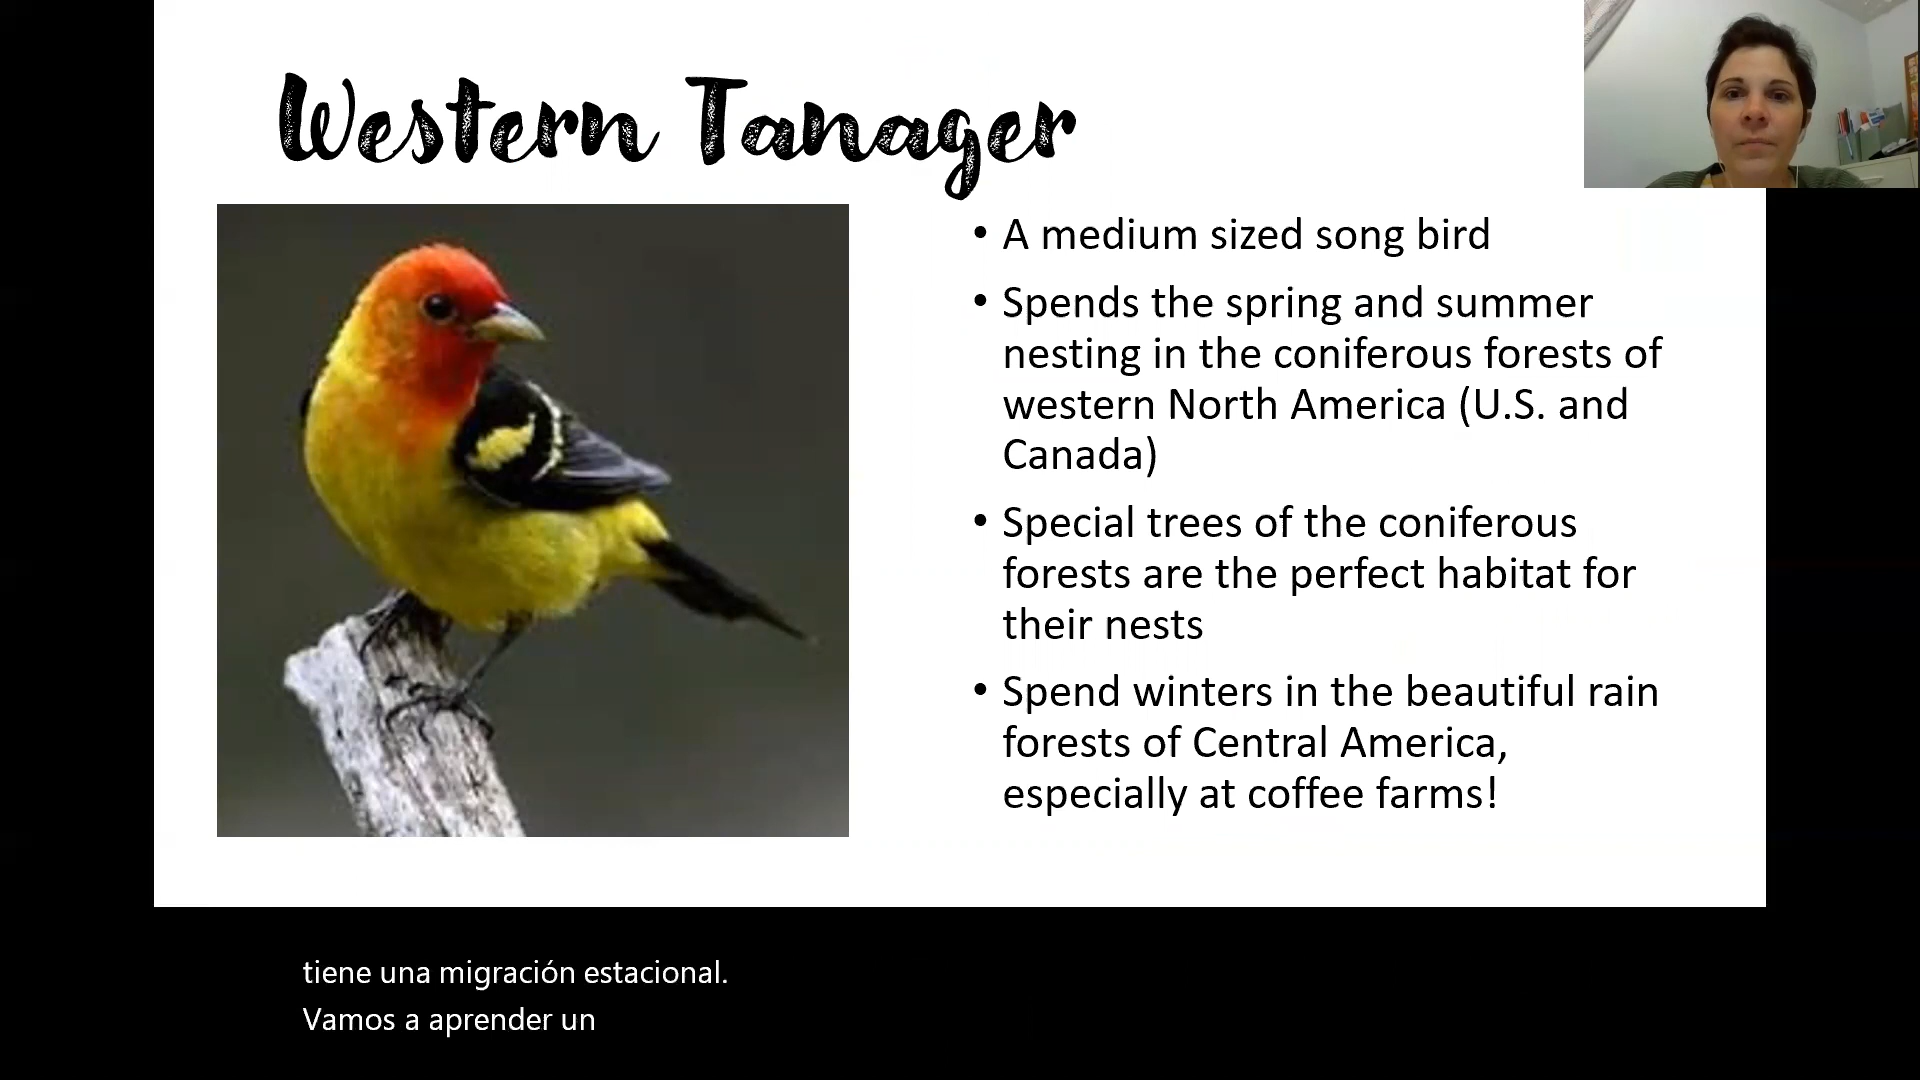 Western Tanager
• A medium sized song bird
• Spends the spring and summer
nesting in the coniferous forests of
western North America (U.S. and
Canada)
• Special trees of the coniferous
forests are the perfect habitat for
their nests
• Spend winters in the beautiful rain
forests of Central America,
especially at coffee farms!
tiene una migración estacional.
Vamos a aprender un